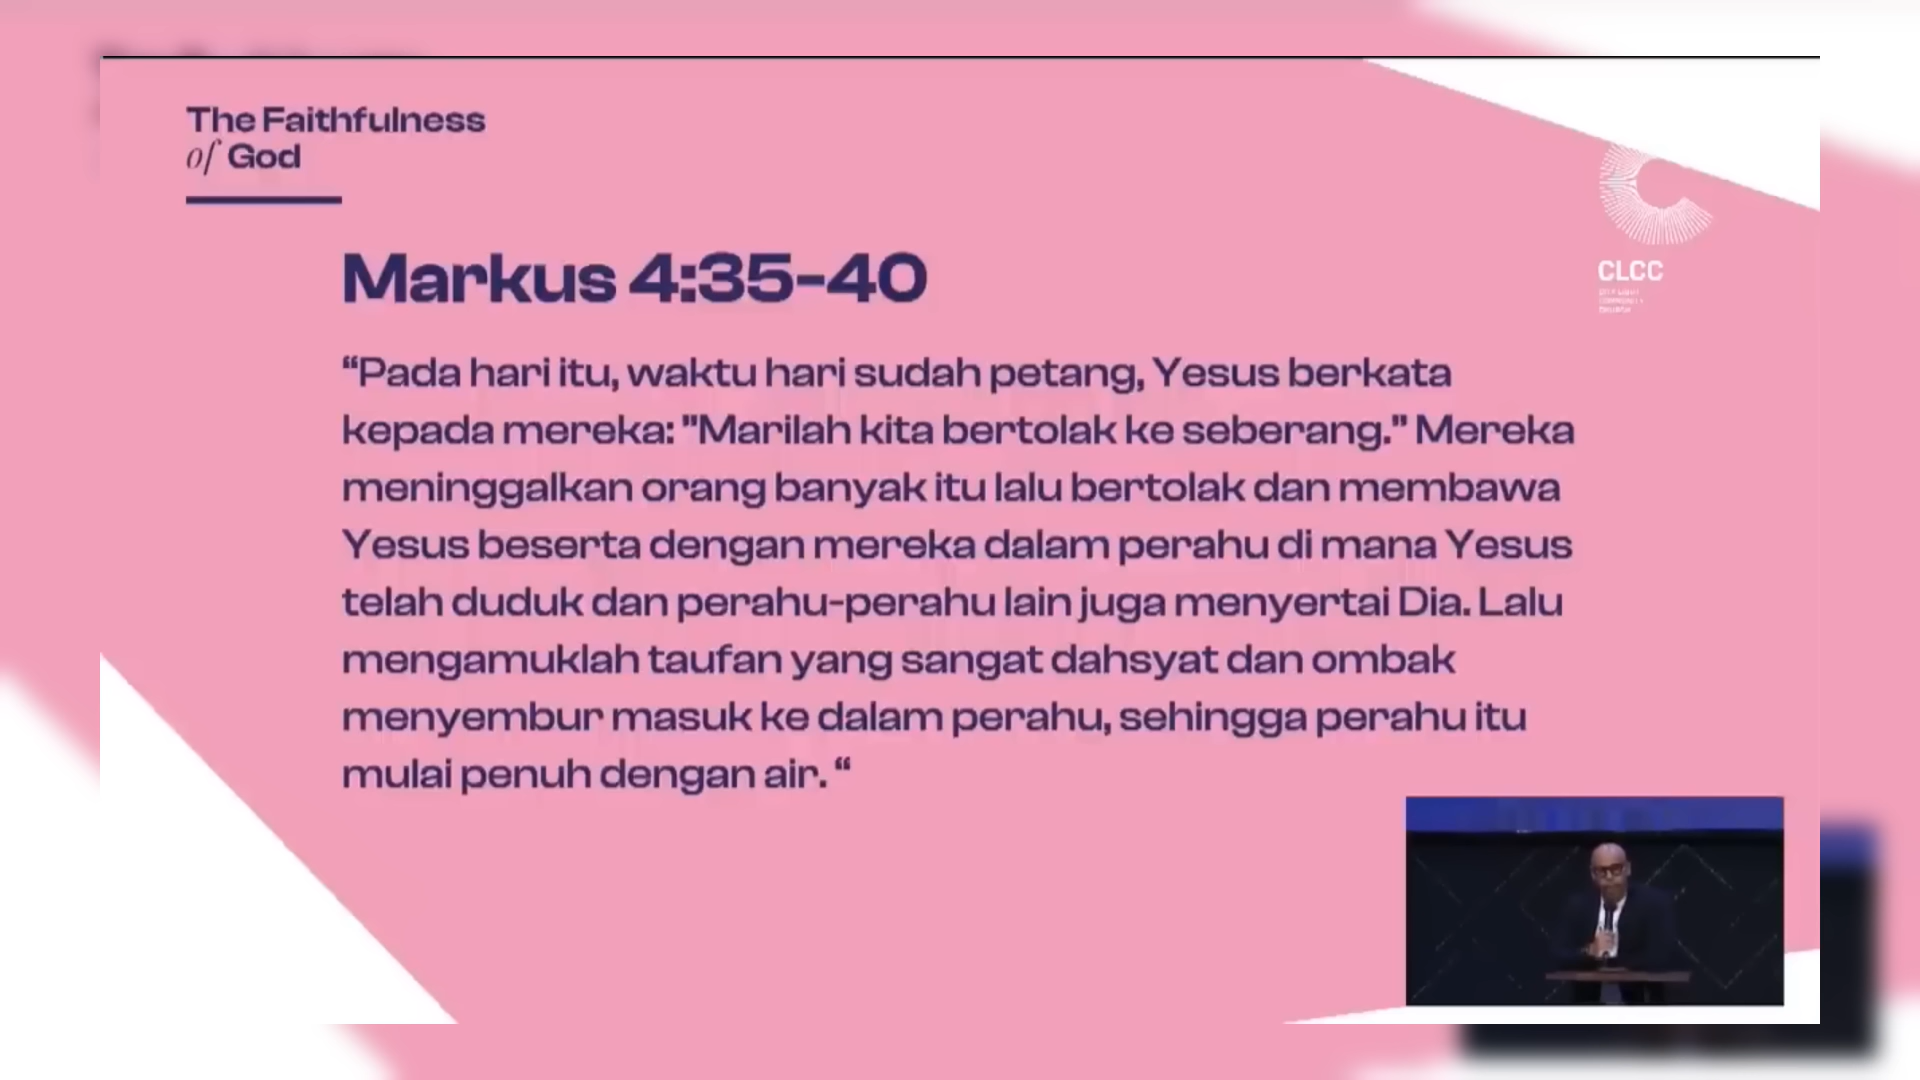 The Faithfulness
of God
Markus 4:35-40
“Pada hari itu, waktu hari sudah petang, Yesus berkata
kepada mereka: "Marilah kita bertolak ke seberang." Mereka
meninggalkan orang banyak itu lalu bertolak dan membawa
Yesus beserta dengan mereka dalam perahu di mana Yesus
telah duduk dan perahu-perahu lain juga menyertai Dia. Lalu
mengamuklah taufan yang sangat dahsyat dan ombak
menyembur masuk ke dalam perahu, sehingga perahu itu
mulai penuh dengan air. “
CLCC